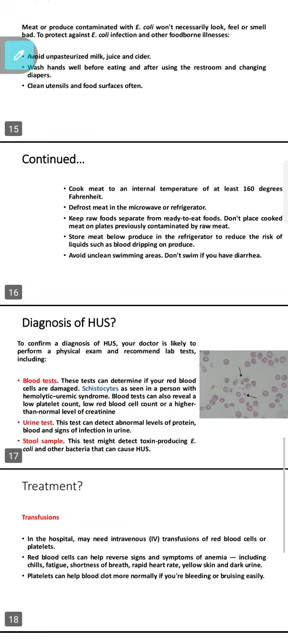 Meat or produce contaminated with E. coli won't necessarily look, feel or smell
bad. To protect against E. coli infection and other foodborne illnesses:
• Avoid unpasteurized milk, juice and cider.
• Wash hands well before eating and after using the restroom and changing
diapers.
• Clean utensils and food surfaces often.
15
Continued...
• Cook meat to an internal temperature of at least 160 degrees
Fahrenheit.
• Defrost meat in the microwave or refrigerator.
• Keep raw foods separate from ready-to-eat foods. Don't place cooked
meat on plates previously contaminated by raw meat.
• Store meat below produce in the refrigerator to reduce the risk of
liquids such as blood dripping on produce.
• Avoid unclean swimming areas. Don't swim if you have diarrhea.
16
Diagnosis of HUS?
To confirm a diagnosis of HUS, your doctor is likely to
perform a physical exam and recommend lab tests,
including:
• Blood tests. These tests can determine if your red blood
cells are damaged. Schistocytes as seen in a person with
hemolytic–uremic syndrome. Blood tests can also reveal a
low platelet count, low red blood cell count or a higher-
than-normal level of creatinine
• Urine test. This test can detect abnormal levels of protein,
blood and signs of infection in urine.
• Stool sample. This test might detect toxin-producing E.
coli and other bacteria that can cause HUS.
17
Treatment?
Transfusions
• In the hospital, may need intravenous (IV) transfusions of red blood cells or
platelets.
• Red blood cells can help reverse signs and symptoms of anemia — including
chills, fatigue, shortness of breath, rapid heart rate, yellow skin and dark urine.
• Platelets can help blood clot more normally if you're bleeding or bruising easily.
18